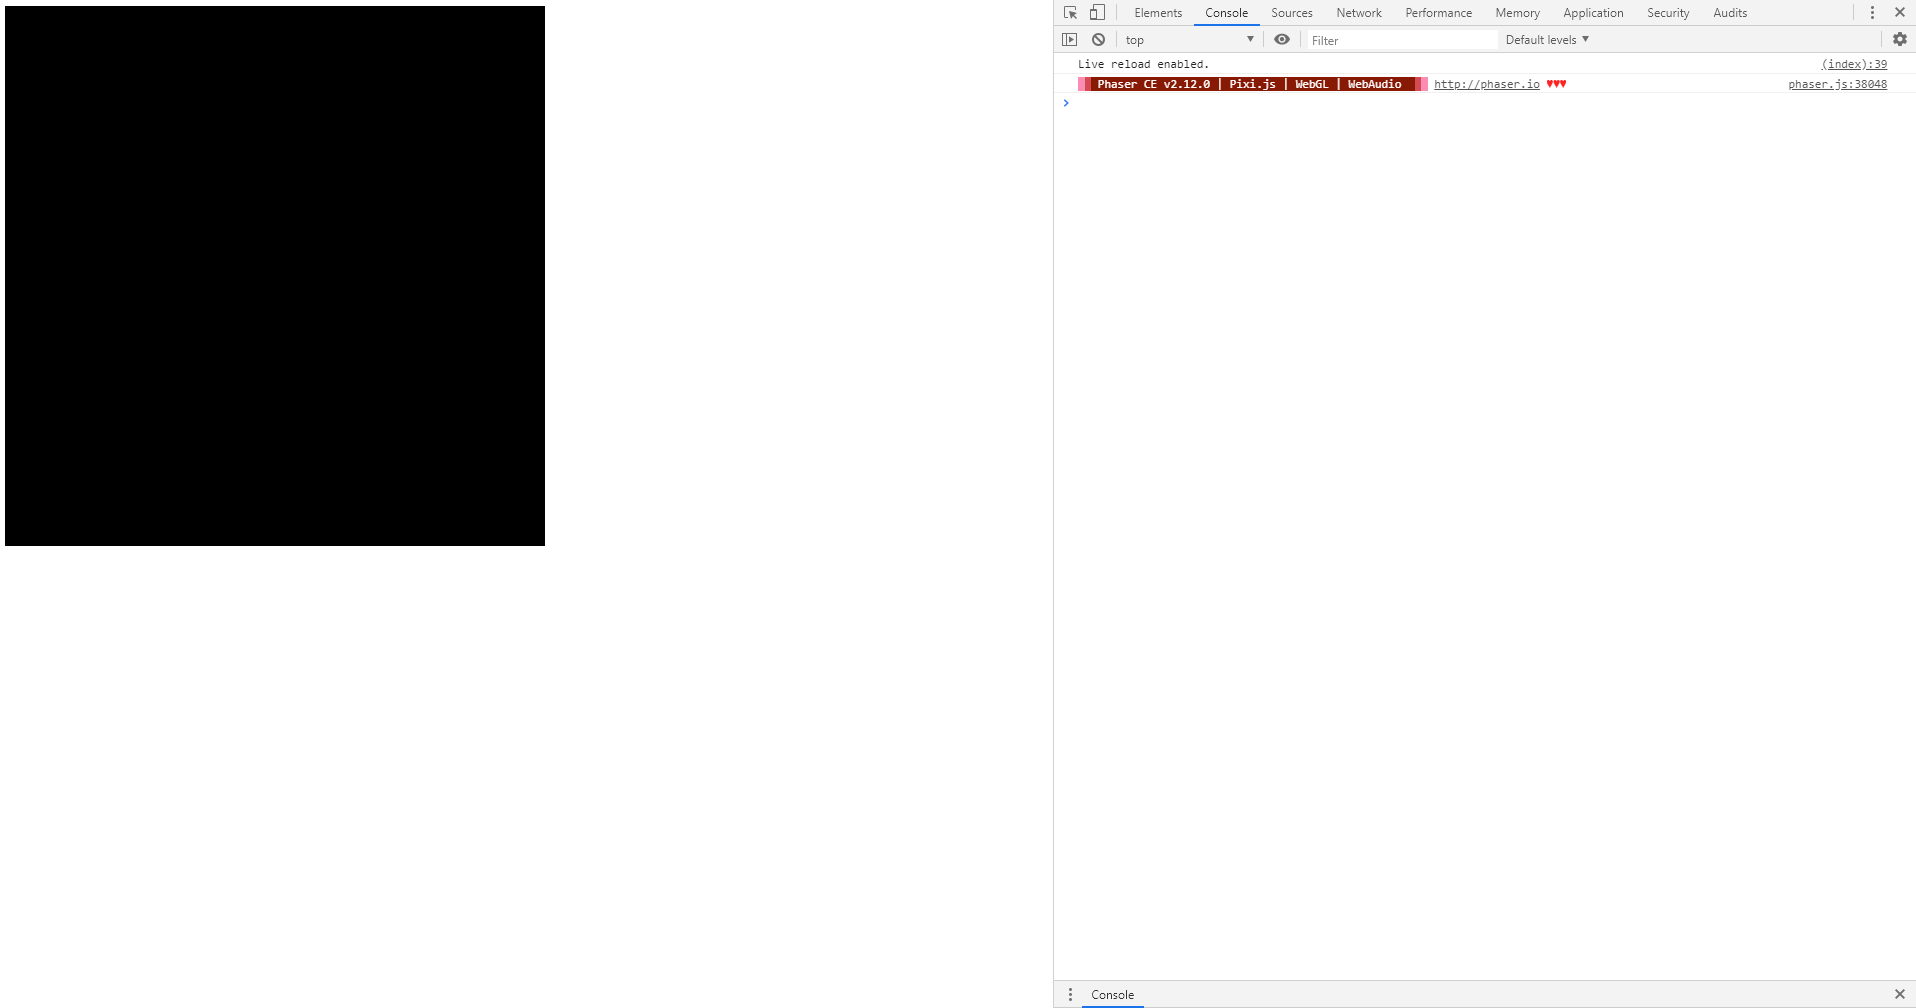 Elements Console Sources Network Performance Memory Application Security Audits
top Filter Default levels
Live reload enabled. (index):39
Phaser CE v2.12.0 | Pixi.js | WebGL | WebAudio http://phaser.io ♥♥♥ phaser.js:38048
>
Console